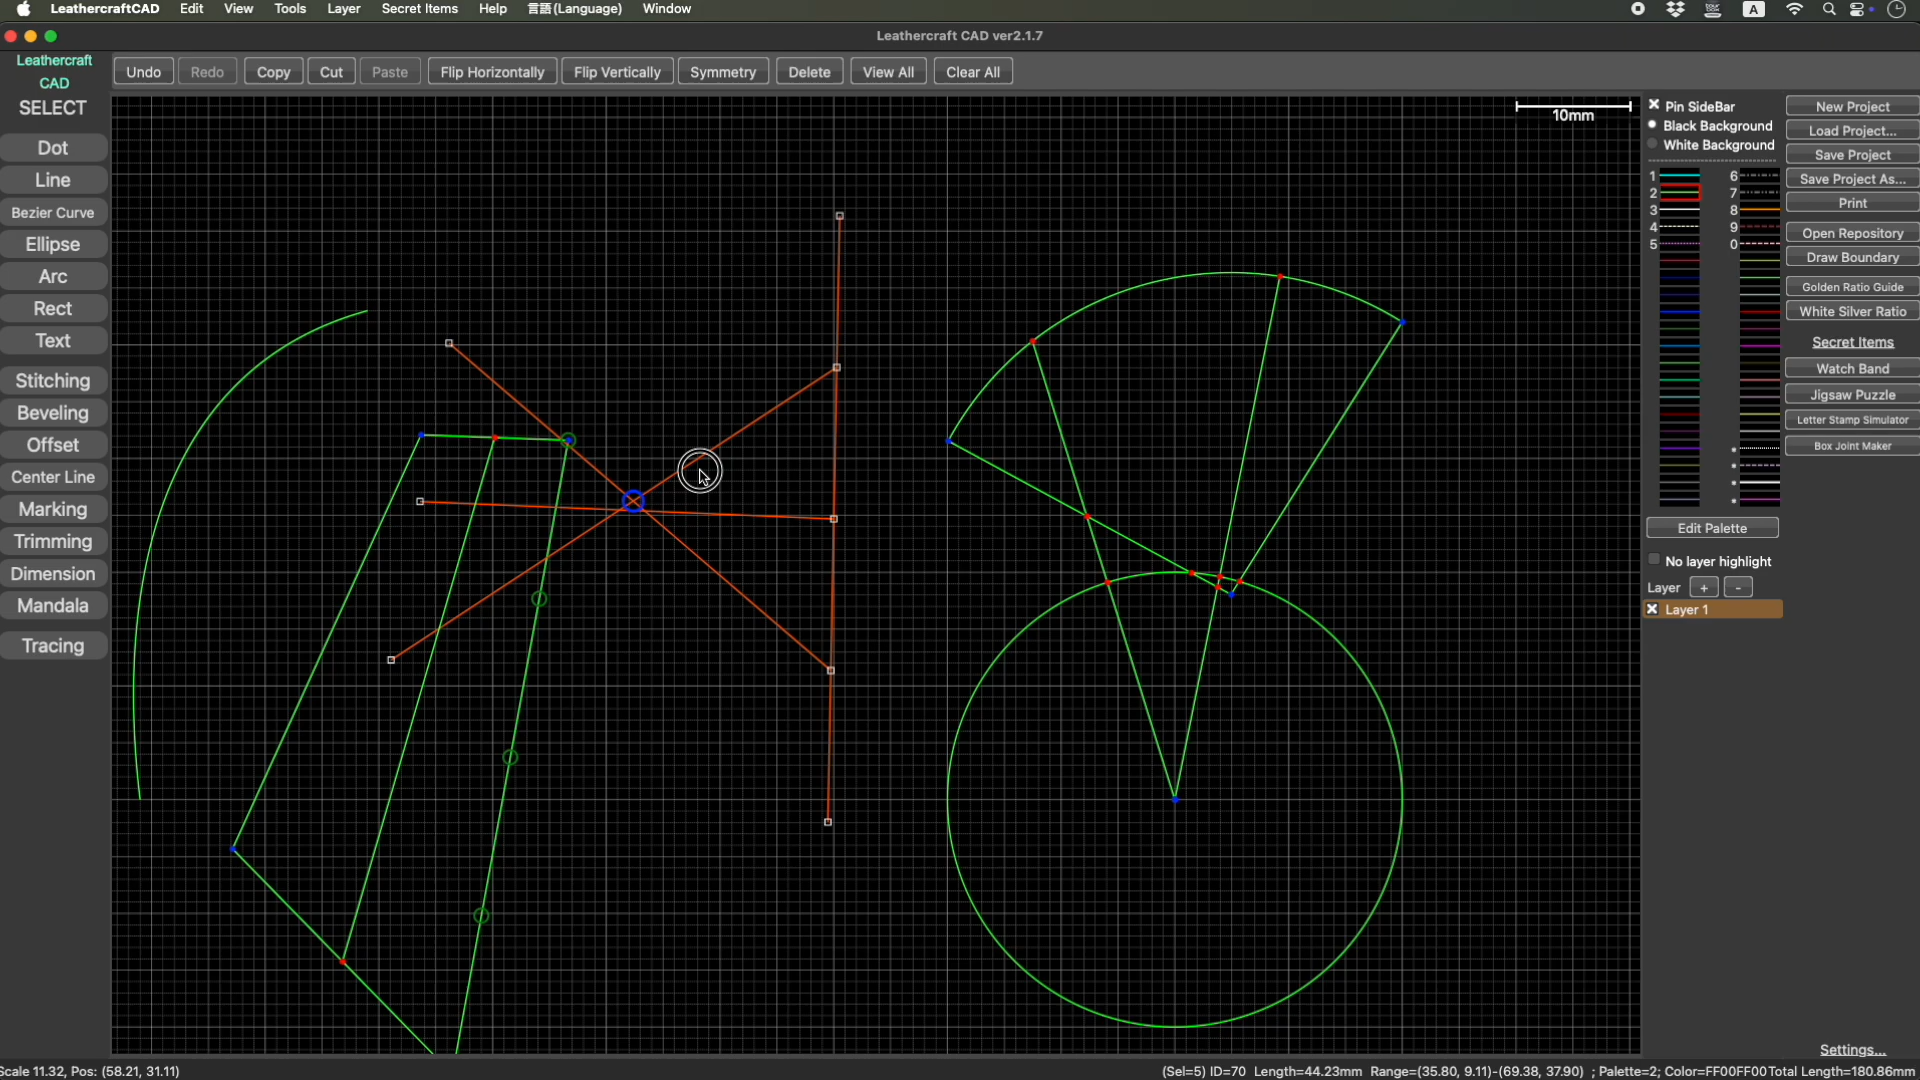 LeathercraftCAD Edit View Tools Layer Secret Items Help 言語(Language) Window A
Leathercraft CAD ver2.1.7
Leathercraft
CAD
SELECT
Undo Redo Copy Cut Paste Flip Horizontally Flip Vertically Symmetry Delete View All Clear All
Dot
Line
Bezier Curve
Ellipse
Arc
Rect
Text
Stitching
Beveling
Offset
Center Line
Marking
Trimming
Dimension
Mandala
Tracing
10mm
Pin SideBar
Black Background
White Background
1 6
2 7
3 8
4 9
5 0
*
*
*
*
Edit Palette
No layer highlight
Layer + -
Layer 1
New Project
Load Project...
Save Project
Save Project As...
Print
Open Repository
Draw Boundary
Golden Ratio Guide
White Silver Ratio
Secret Items
Watch Band
Jigsaw Puzzle
Letter Stamp Simulator
Box Joint Maker
Settings...
Scale 11.32, Pos: (58.21, 31.11)
(Sel=5) ID=70 Length=44.23mm Range=(35.80, 9.11)-(69.38, 37.90) ; Palette=2; Color=FF00FF00 Total Length=180.86mm